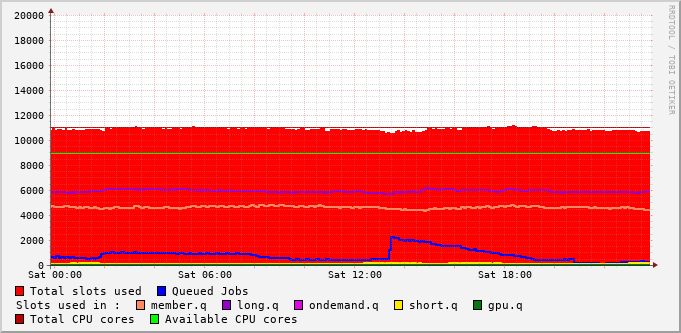 RRDTOOL / TOBI OETIKER
20000
18000
16000
14000
12000
10000
8000
6000
4000
2000
0
Sat 00:00 Sat 06:00 Sat 12:00 Sat 18:00
Total slots used Queued Jobs
Slots used in : member.q long.q ondemand.q short.q gpu.q
Total CPU cores Available CPU cores